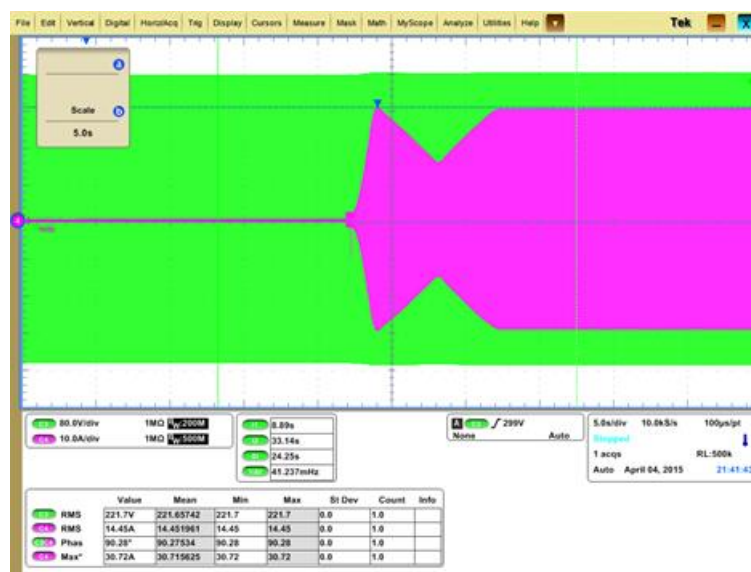 File Edit Vertical Digital Horiz/Acq Trig Display Cursors Measure Mask Math MyScope Analyze Utilities Help Tek
a
Scale b
5.0s
80.0V/div 1MΩ 200M
10.0A/div 1MΩ 500M
8.89s
33.14s
24.25s
41.237mHz
A 299V
None Auto
5.0s/div 10.0kS/s 100µs/pt
Stopped
1 acqs RL:500k
Auto April 04, 2015 21:41:43
Value Mean Min Max St Dev Count Info
RMS 221.7V 221.65742 221.7 221.7 0.0 1.0
RMS 14.45A 14.451961 14.45 14.45 0.0 1.0
Phas 90.28° 90.27534 90.28 90.28 0.0 1.0
Max* 30.72A 30.715625 30.72 30.72 0.0 1.0